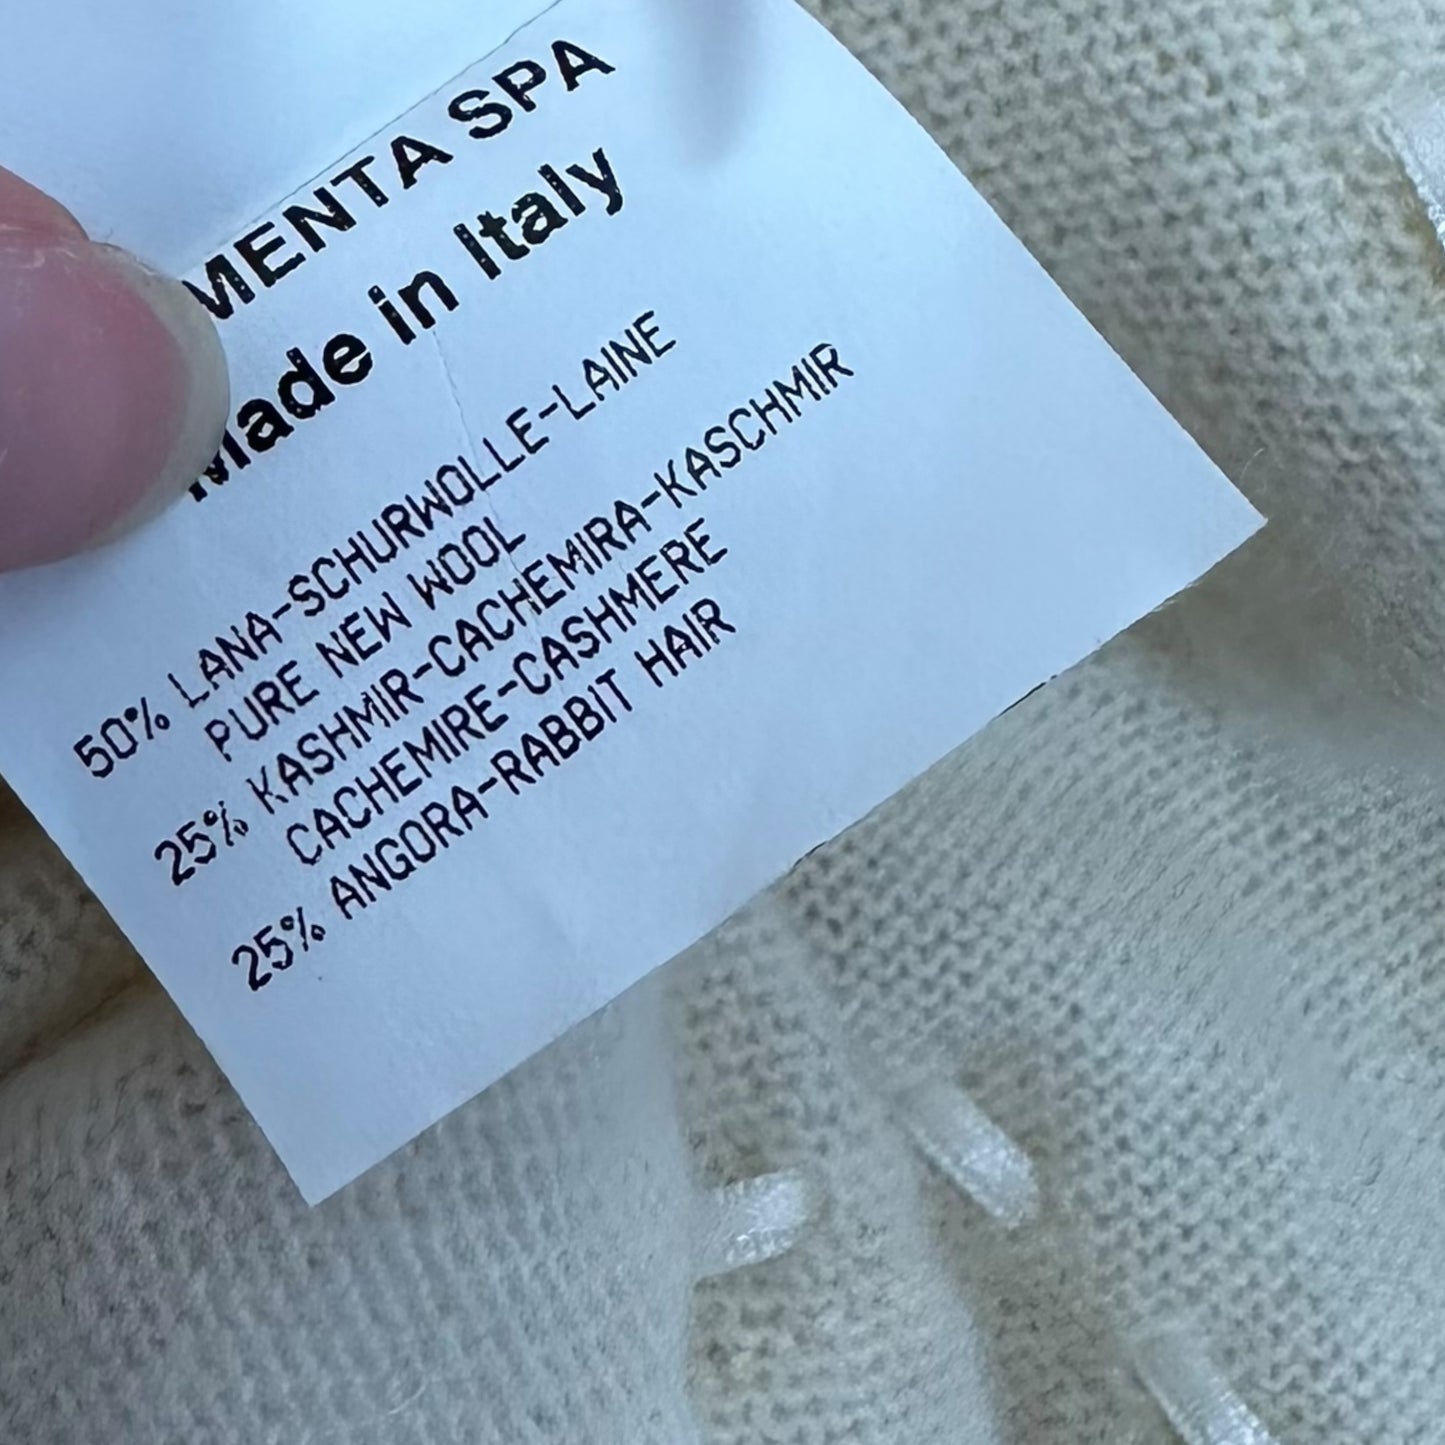 MENTA SPA
Made in Italy
50% LANA-SCHURWOLLE-LAINE
PURE NEW WOOL
25% KASHMIR-CACHEMIRA-KASCHMIR
CACHEMIRE-CASHMERE
25% ANGORA-RABBIT HAIR